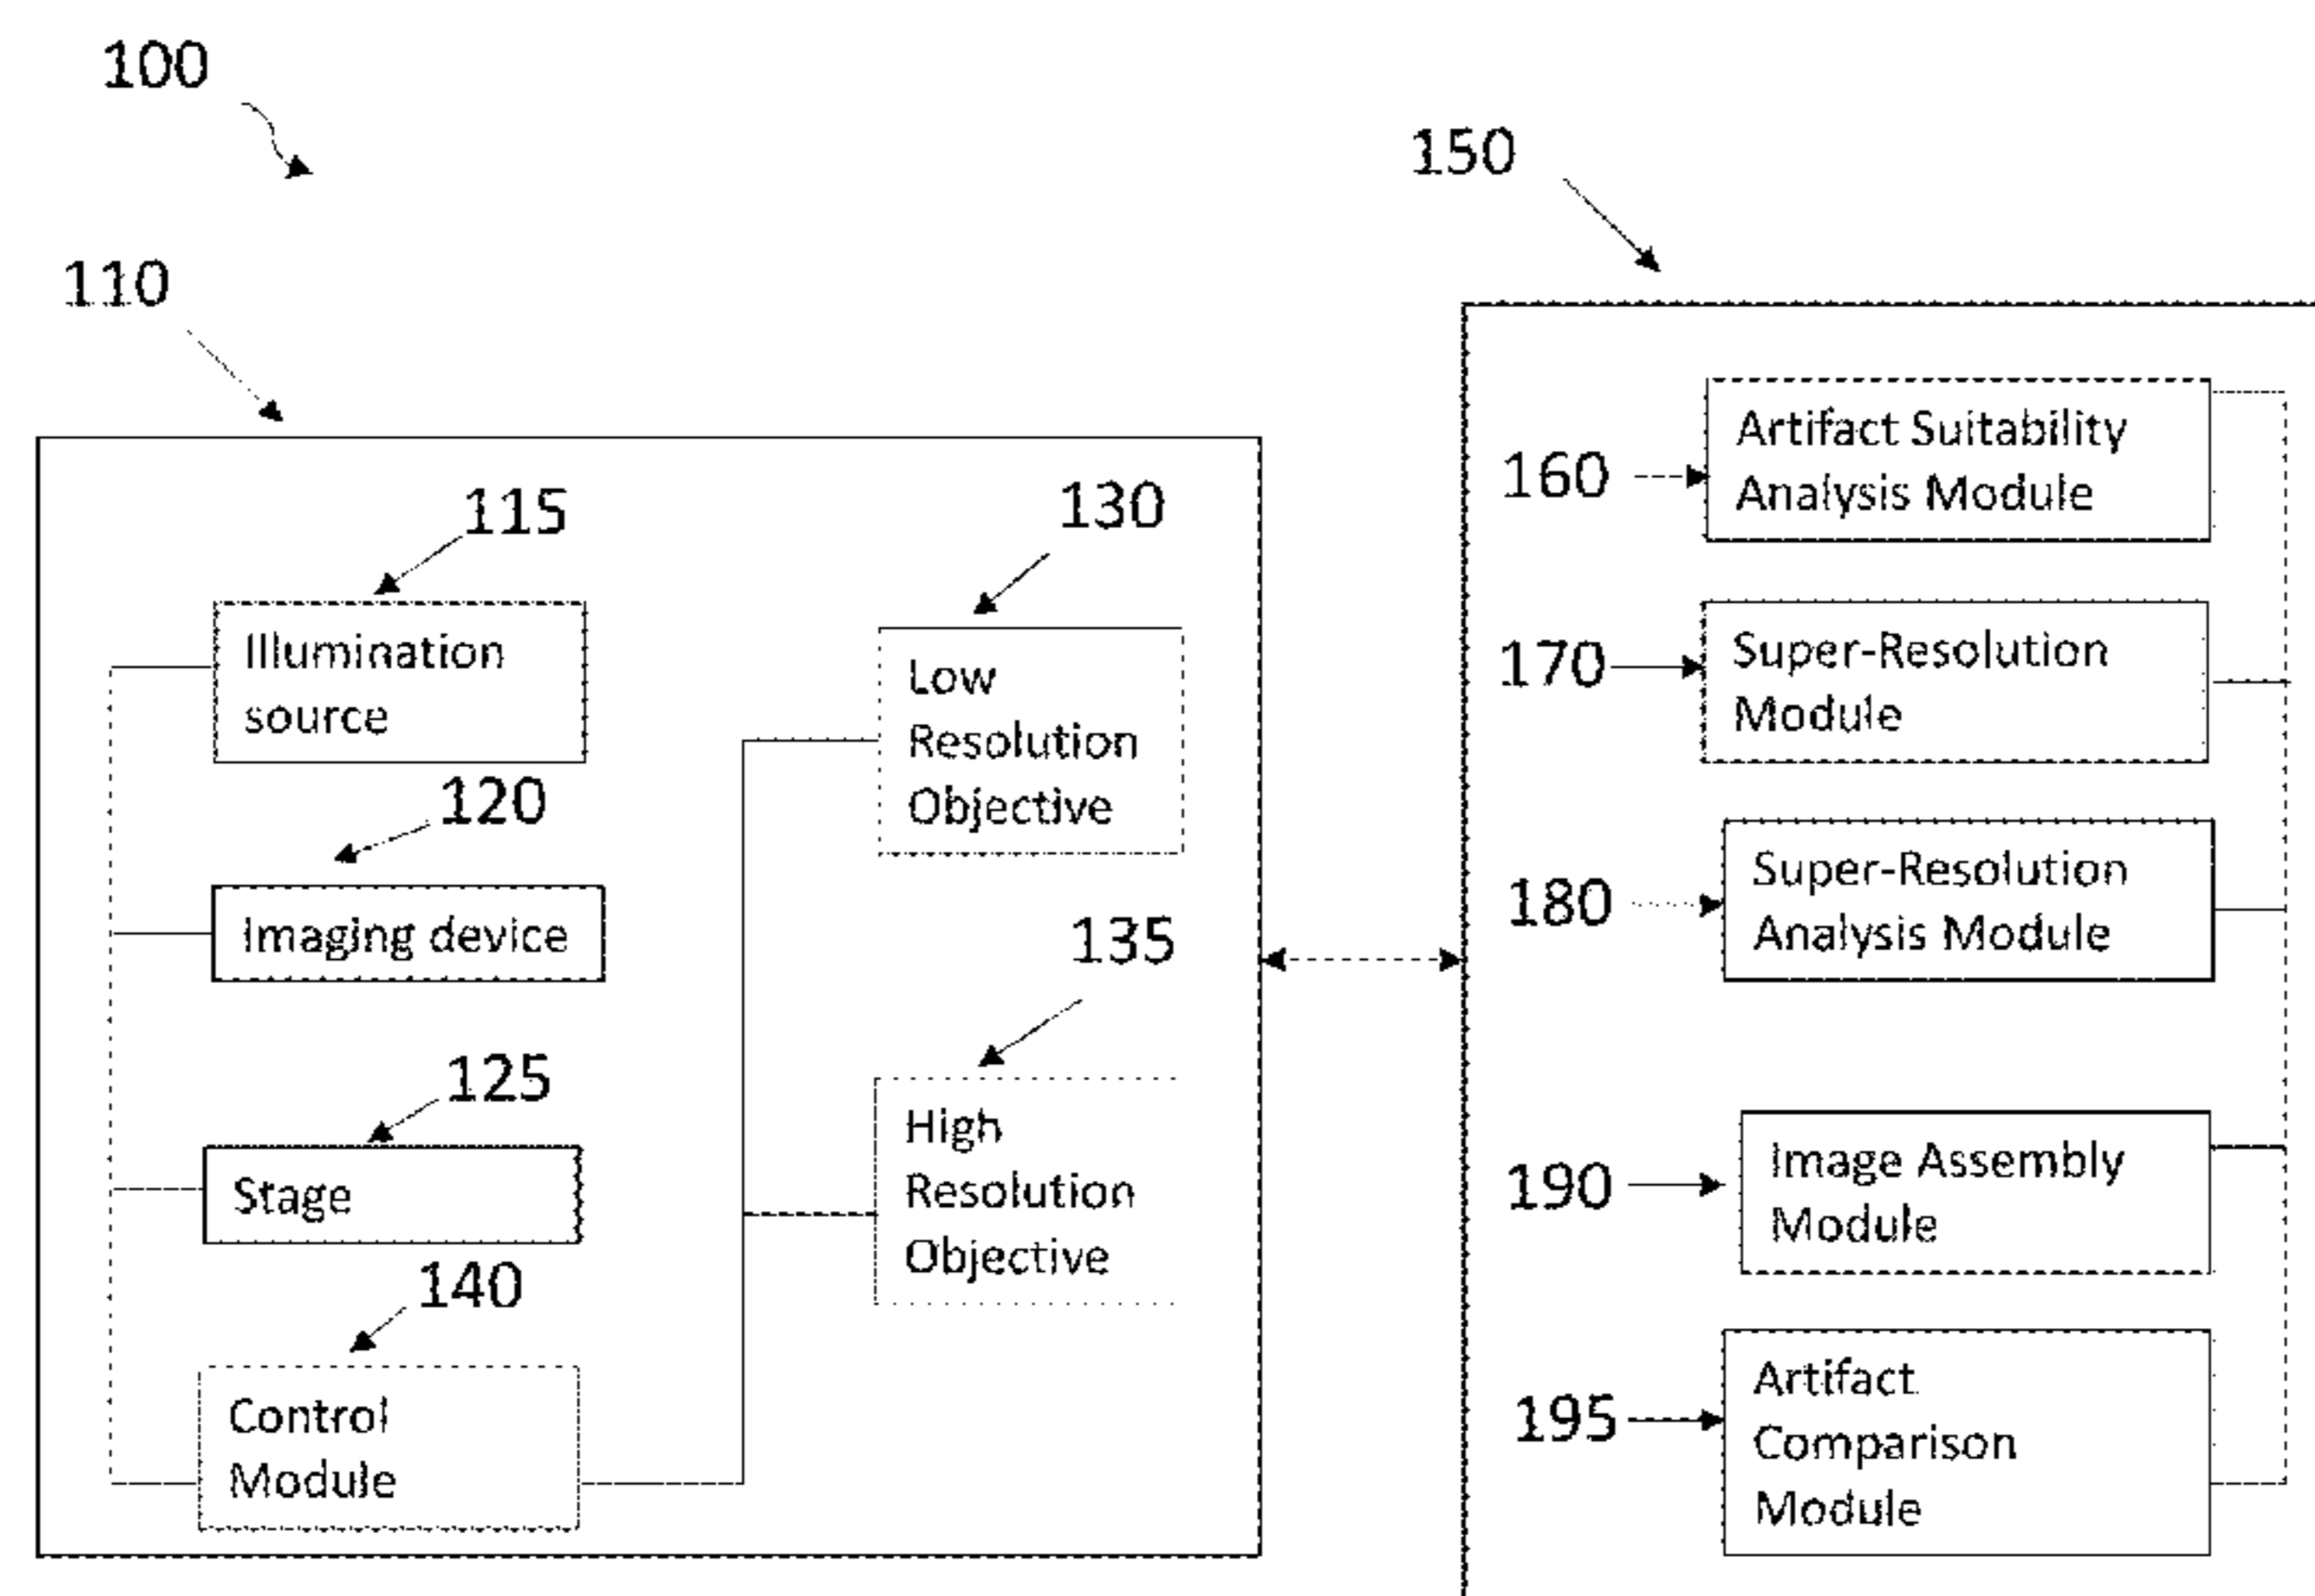 100
150
110
115
Illumination
source
120
Imaging device
125
Stage
140
Control
Module
130
Low
Resolution
Objective
135
High
Resolution
Objective
160
Artifact Suitability
Analysis Module
170
Super-Resolution
Module
180
Super-Resolution
Analysis Module
190
Image Assembly
Module
195
Artifact
Comparison
Module